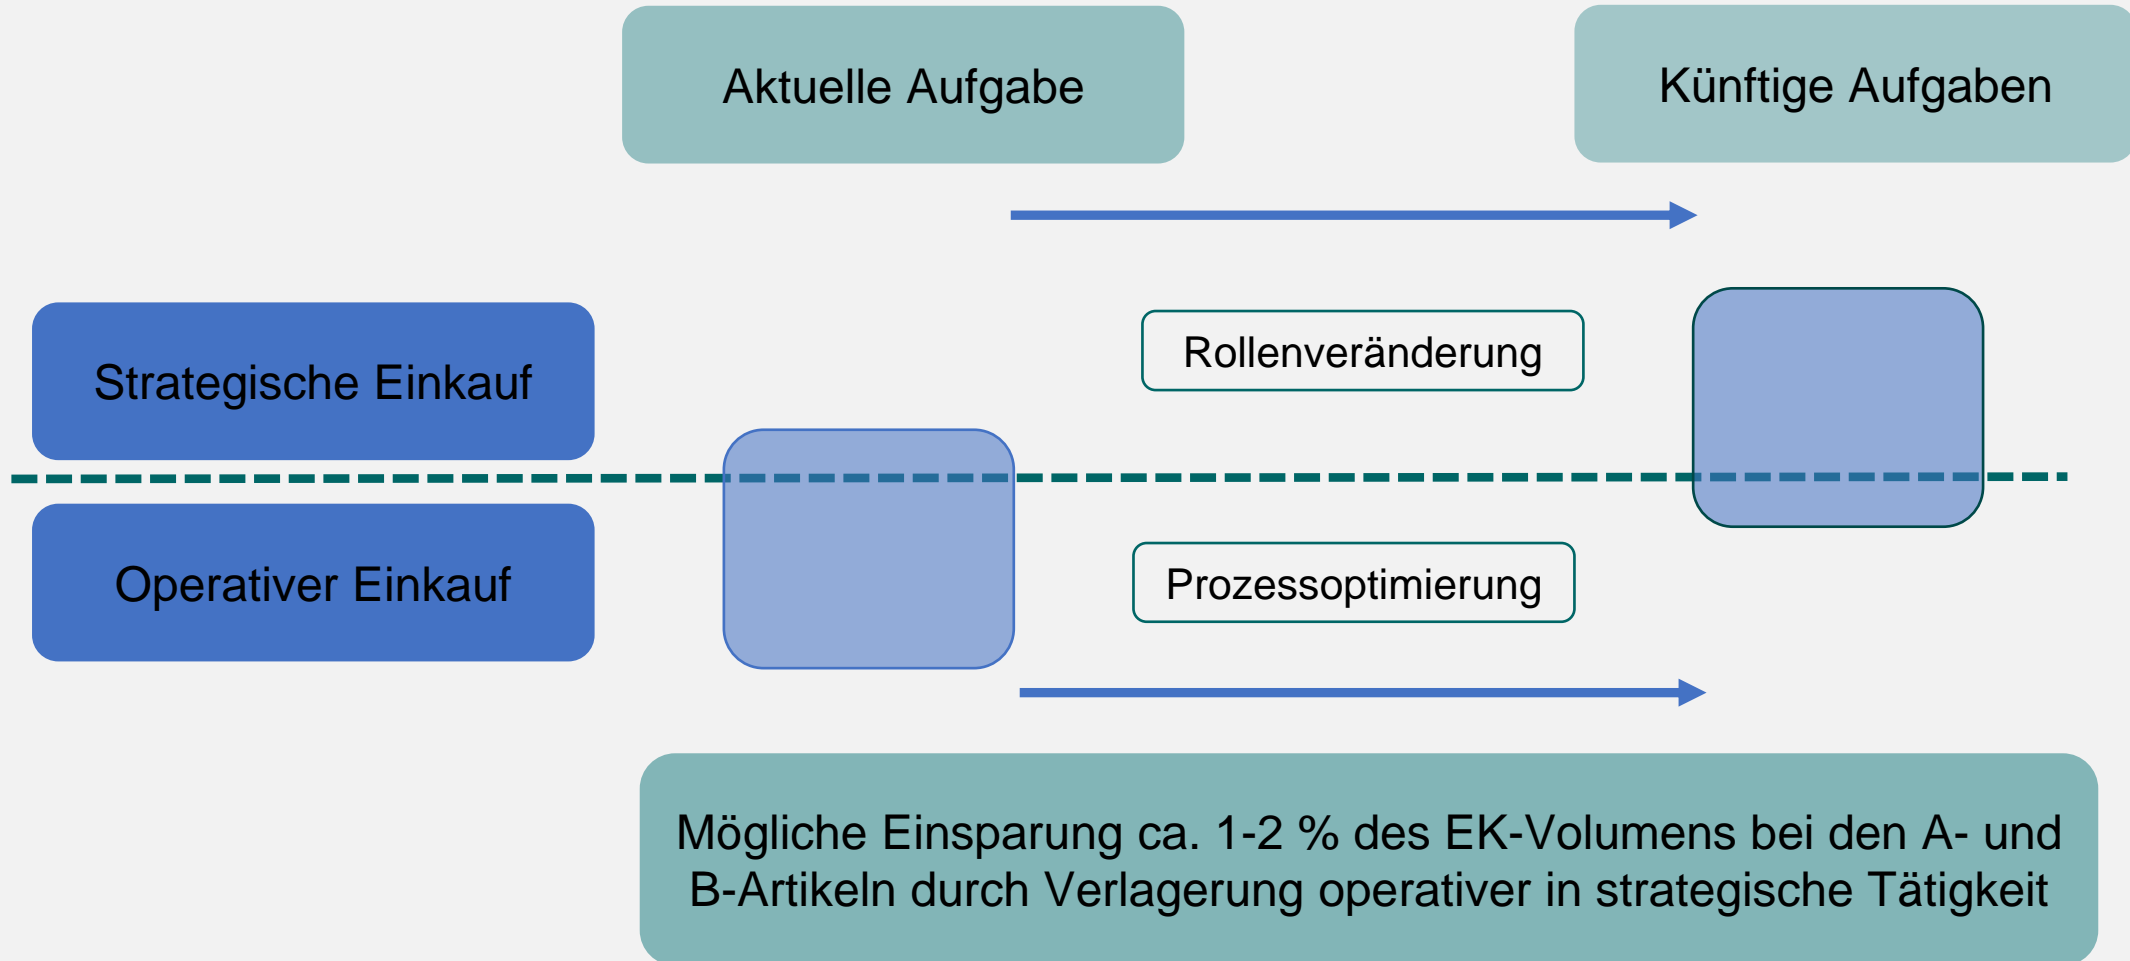 Aktuelle Aufgabe
Künftige Aufgaben
Rollenveränderung
Strategische Einkauf
Operativer Einkauf
Prozessoptimierung
Mögliche Einsparung ca. 1-2 % des EK-Volumens bei den A- und
B-Artikeln durch Verlagerung operativer in strategische Tätigkeit